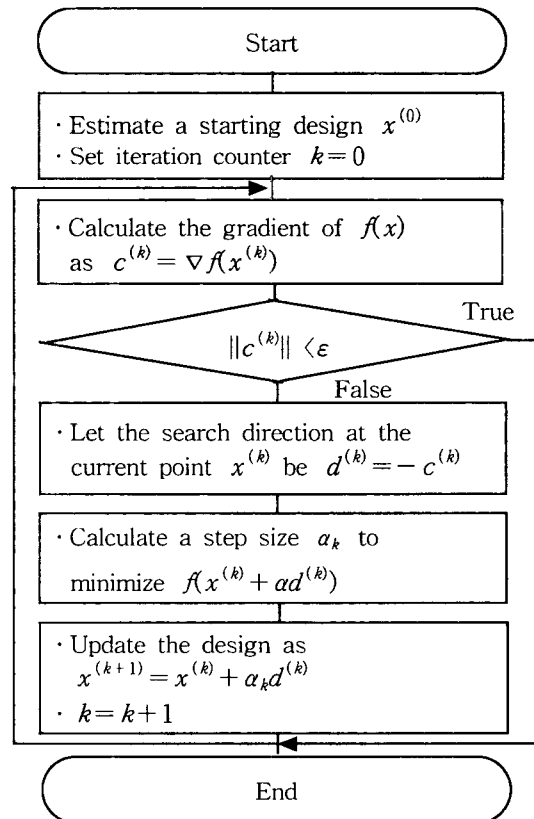 Start
· Estimate a starting design x^(0)
· Set iteration counter k=0
· Calculate the gradient of f(x)
as c^(k)=∇f(x^(k))
True
||c^(k)|| <ε
False
· Let the search direction at the
current point x^(k) be d^(k)=− c^(k)
· Calculate a step size α_k to
minimize f(x^(k)+αd^(k))
· Update the design as
x^(k+1)=x^(k)+α_k d^(k)
· k=k+1
End